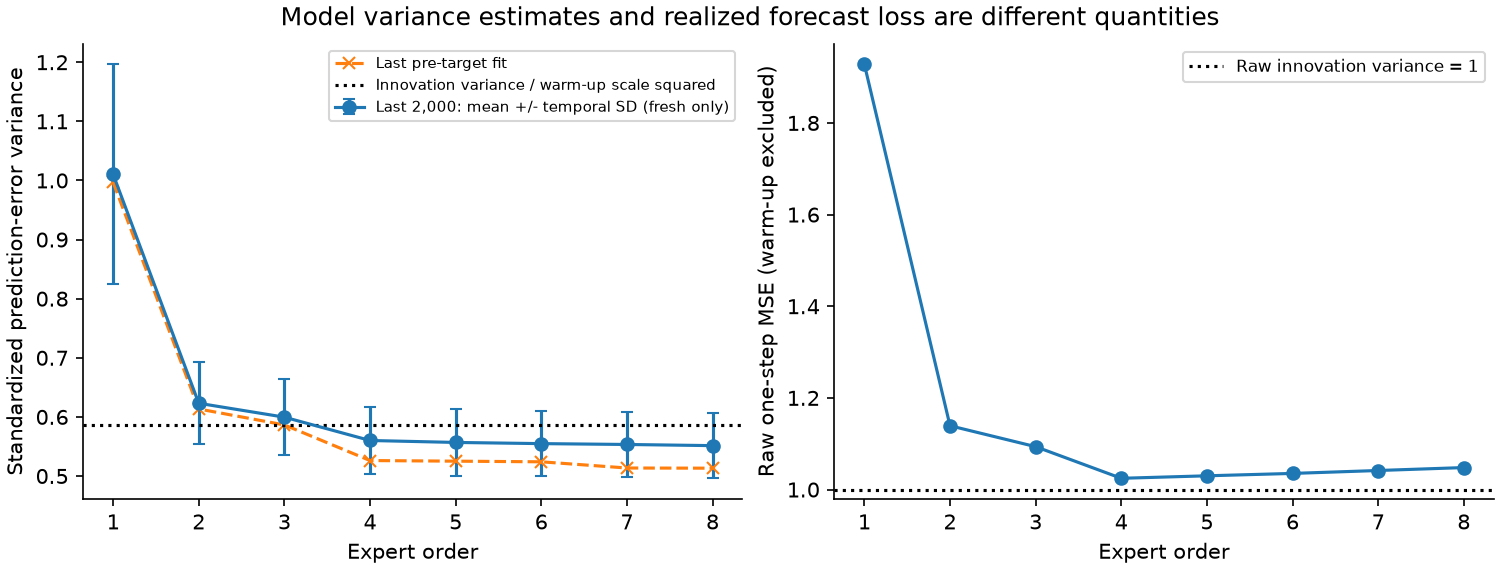 Model variance estimates and realized forecast loss are different quantities
Standardized prediction-error variance
1.2
1.1
1.0
0.9
0.8
0.7
0.6
0.5
Last pre-target fit
Innovation variance / warm-up scale squared
Last 2,000: mean +/- temporal SD (fresh only)
1 2 3 4 5 6 7 8
Expert order
Raw one-step MSE (warm-up excluded)
1.8
1.6
1.4
1.2
1.0
Raw innovation variance = 1
1 2 3 4 5 6 7 8
Expert order